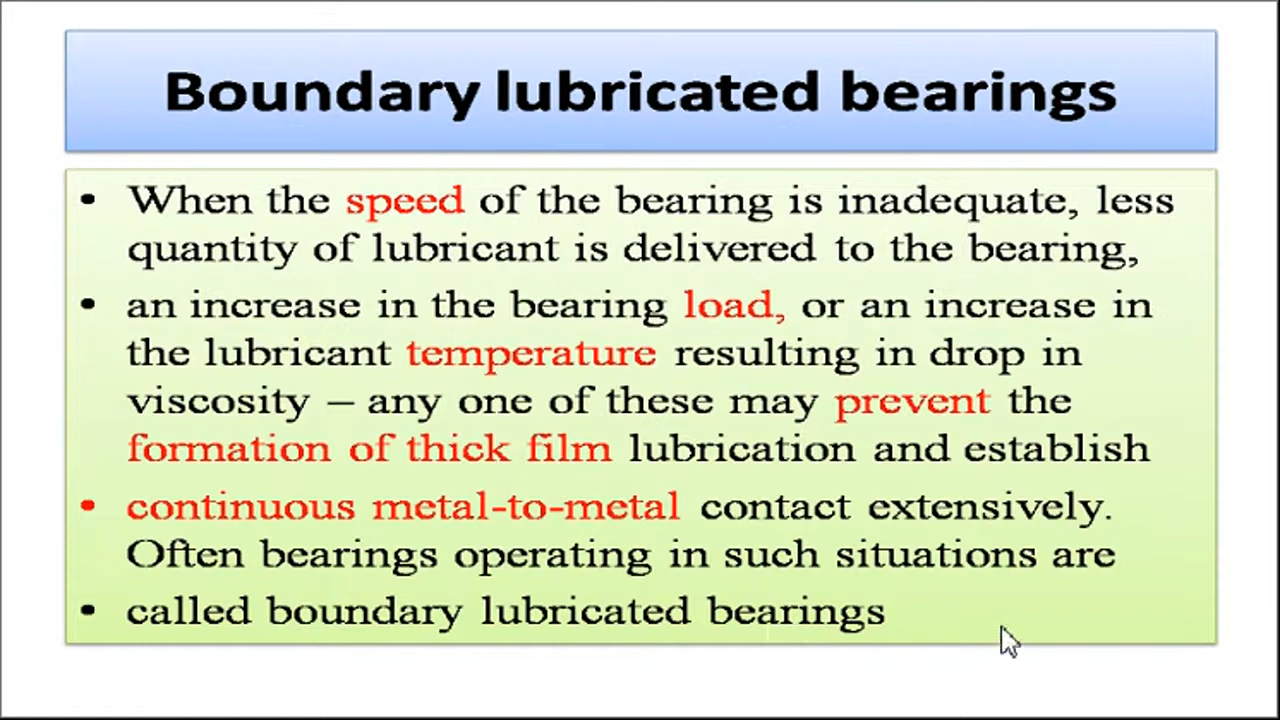 Boundary lubricated bearings
• When the speed of the bearing is inadequate, less
quantity of lubricant is delivered to the bearing,
• an increase in the bearing load, or an increase in
the lubricant temperature resulting in drop in
viscosity – any one of these may prevent the
formation of thick film lubrication and establish
• continuous metal-to-metal contact extensively.
Often bearings operating in such situations are
• called boundary lubricated bearings